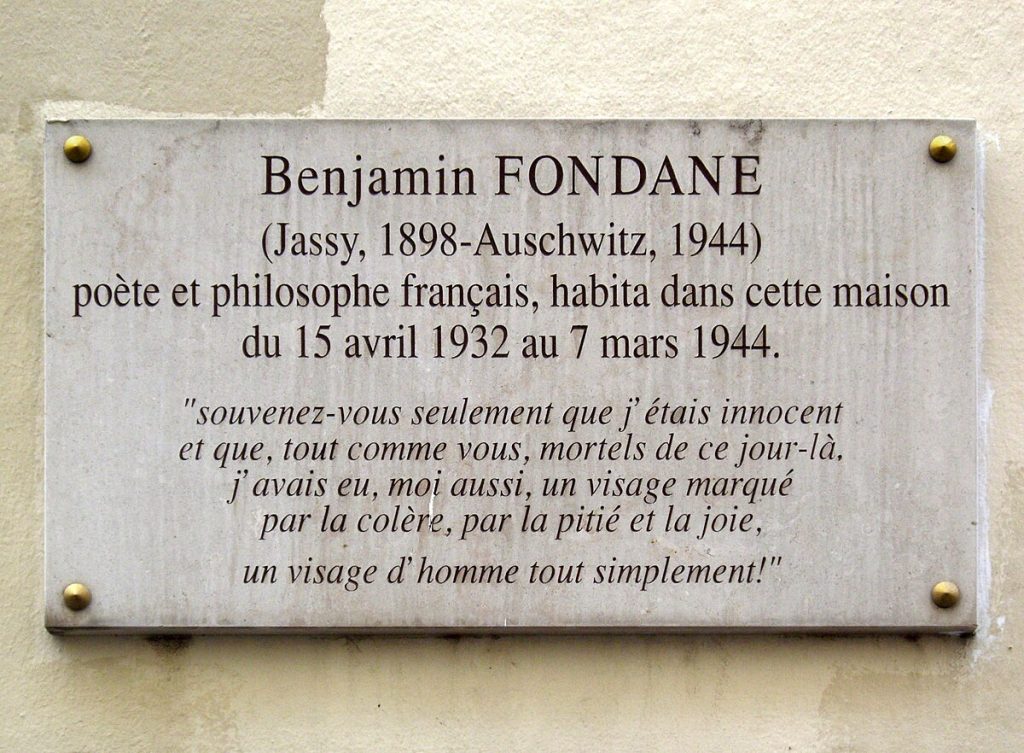 Benjamin FONDANE
(Jassy, 1898-Auschwitz, 1944)
poète et philosophe français, habita dans cette maison
du 15 avril 1932 au 7 mars 1944.
"souvenez-vous seulement que j'étais innocent
et que, tout comme vous, mortels de ce jour-là,
j'avais eu, moi aussi, un visage marqué
par la colère, par la pitié et la joie,
un visage d'homme tout simplement!"